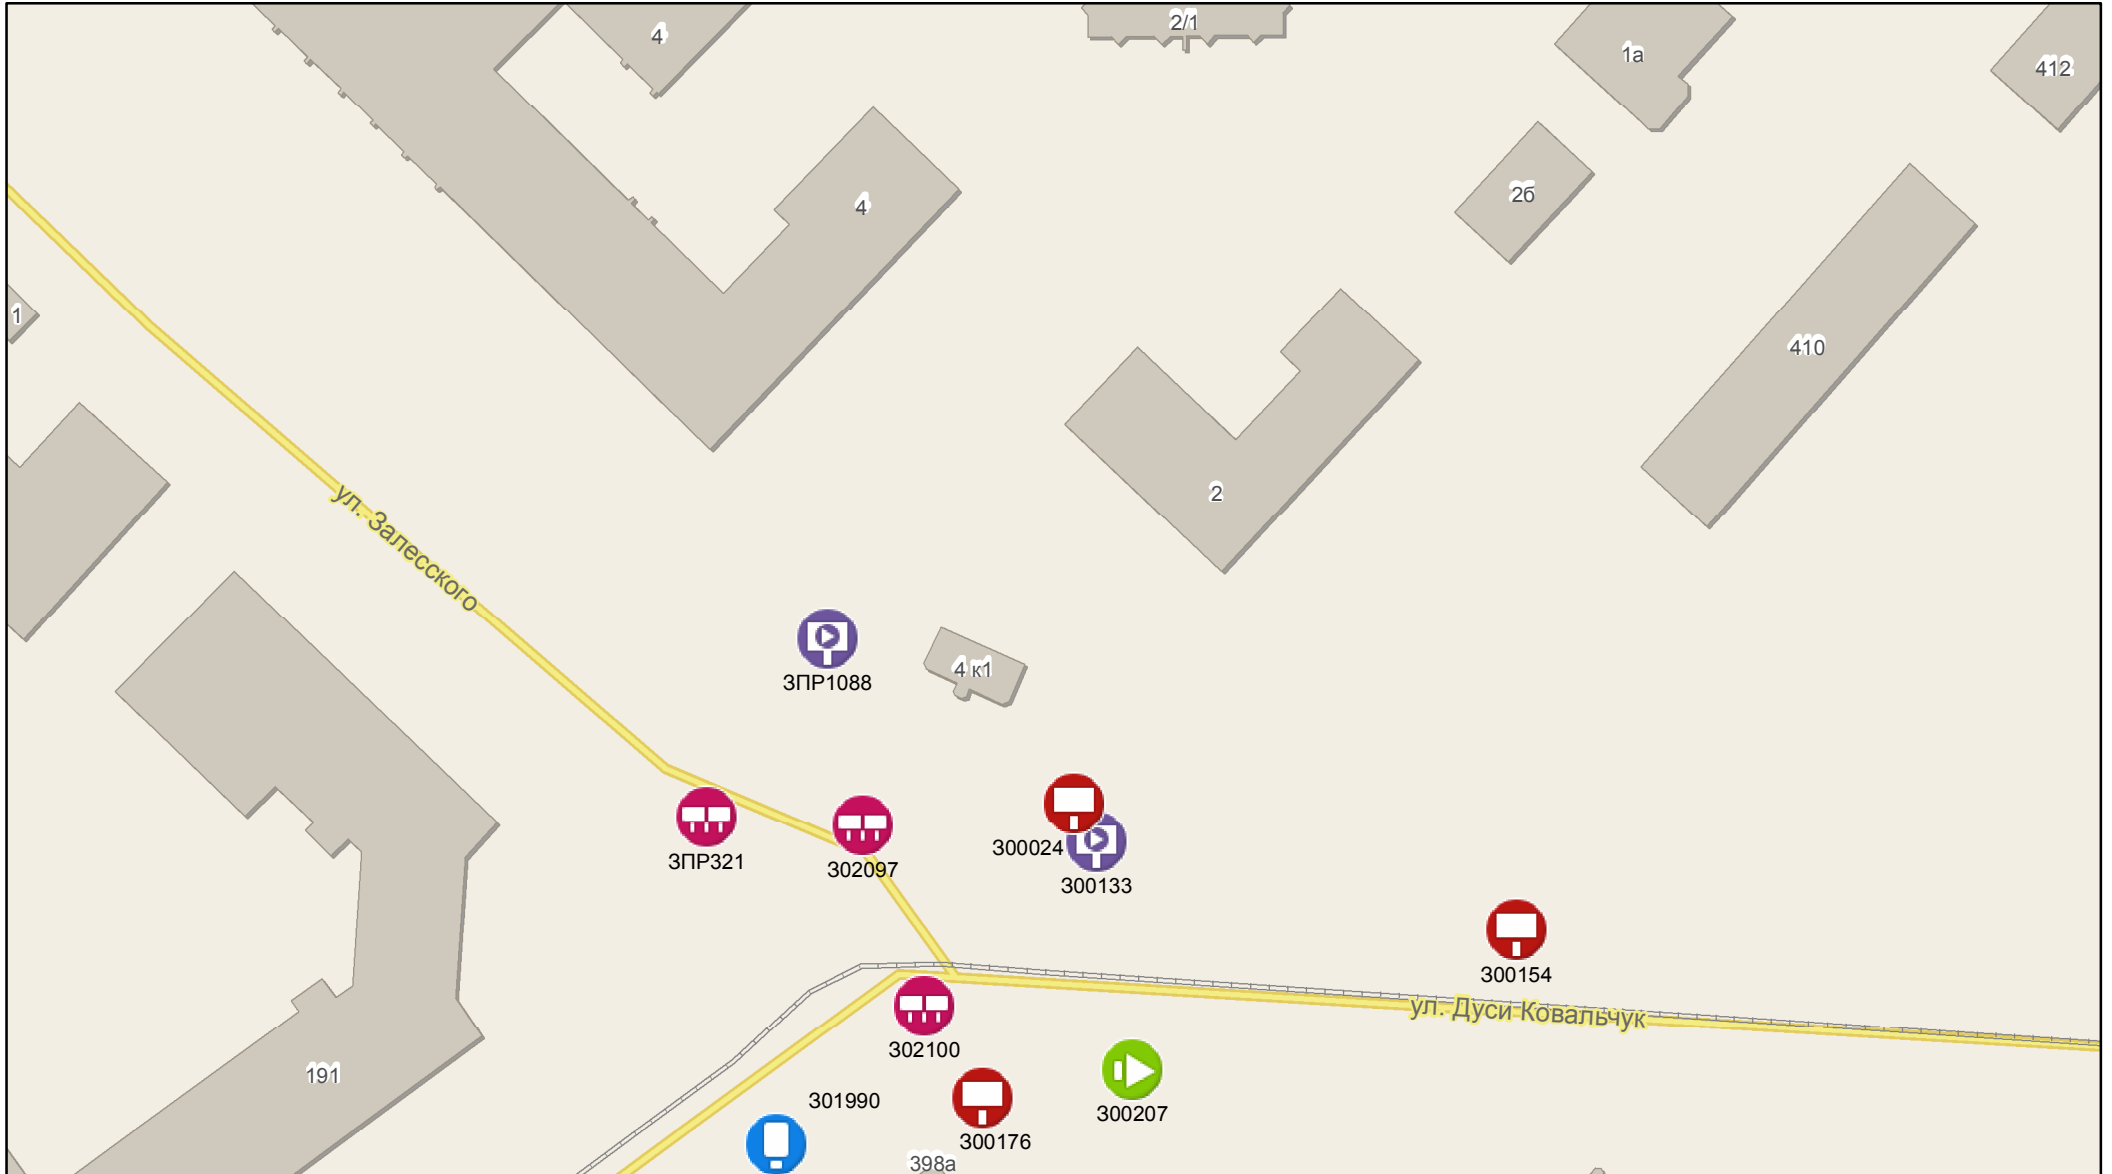 4
2/1
1а
412
2б
4
1
410
2
ул. Залесского
ЗПР1088
4 к1
ЗПР321
302097
300024
300133
300154
ул. Дуси Ковальчук
302100
191
301990
300176
300207
398а